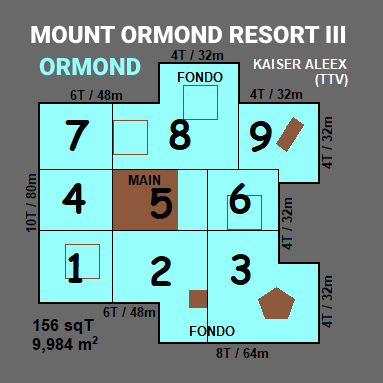 MOUNT ORMOND RESORT III
ORMOND
4T / 32m
KAISER ALEEX
(TTV)
FONDO
6T / 48m
4T / 32m
7
8
9
4T / 32m
10T / 80m
4
MAIN
5
6
4T / 32m
1
2
3
4T / 32m
6T / 48m
FONDO
156 sqT
9,984 m²
8T / 64m